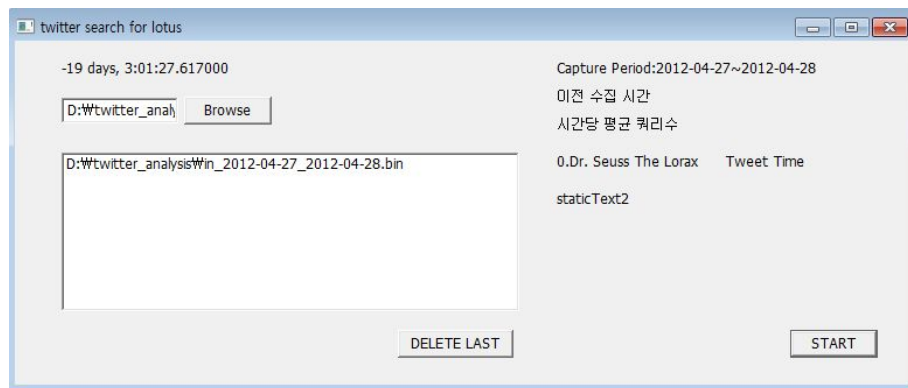 twitter search for lotus
-19 days, 3:01:27.617000
D:₩twitter_analy
Browse
D:₩twitter_analysis₩in_2012-04-27_2012-04-28.bin
DELETE LAST
Capture Period:2012-04-27~2012-04-28
이전 수집 시간
시간당 평균 쿼리수
0.Dr. Seuss The Lorax Tweet Time
staticText2
START